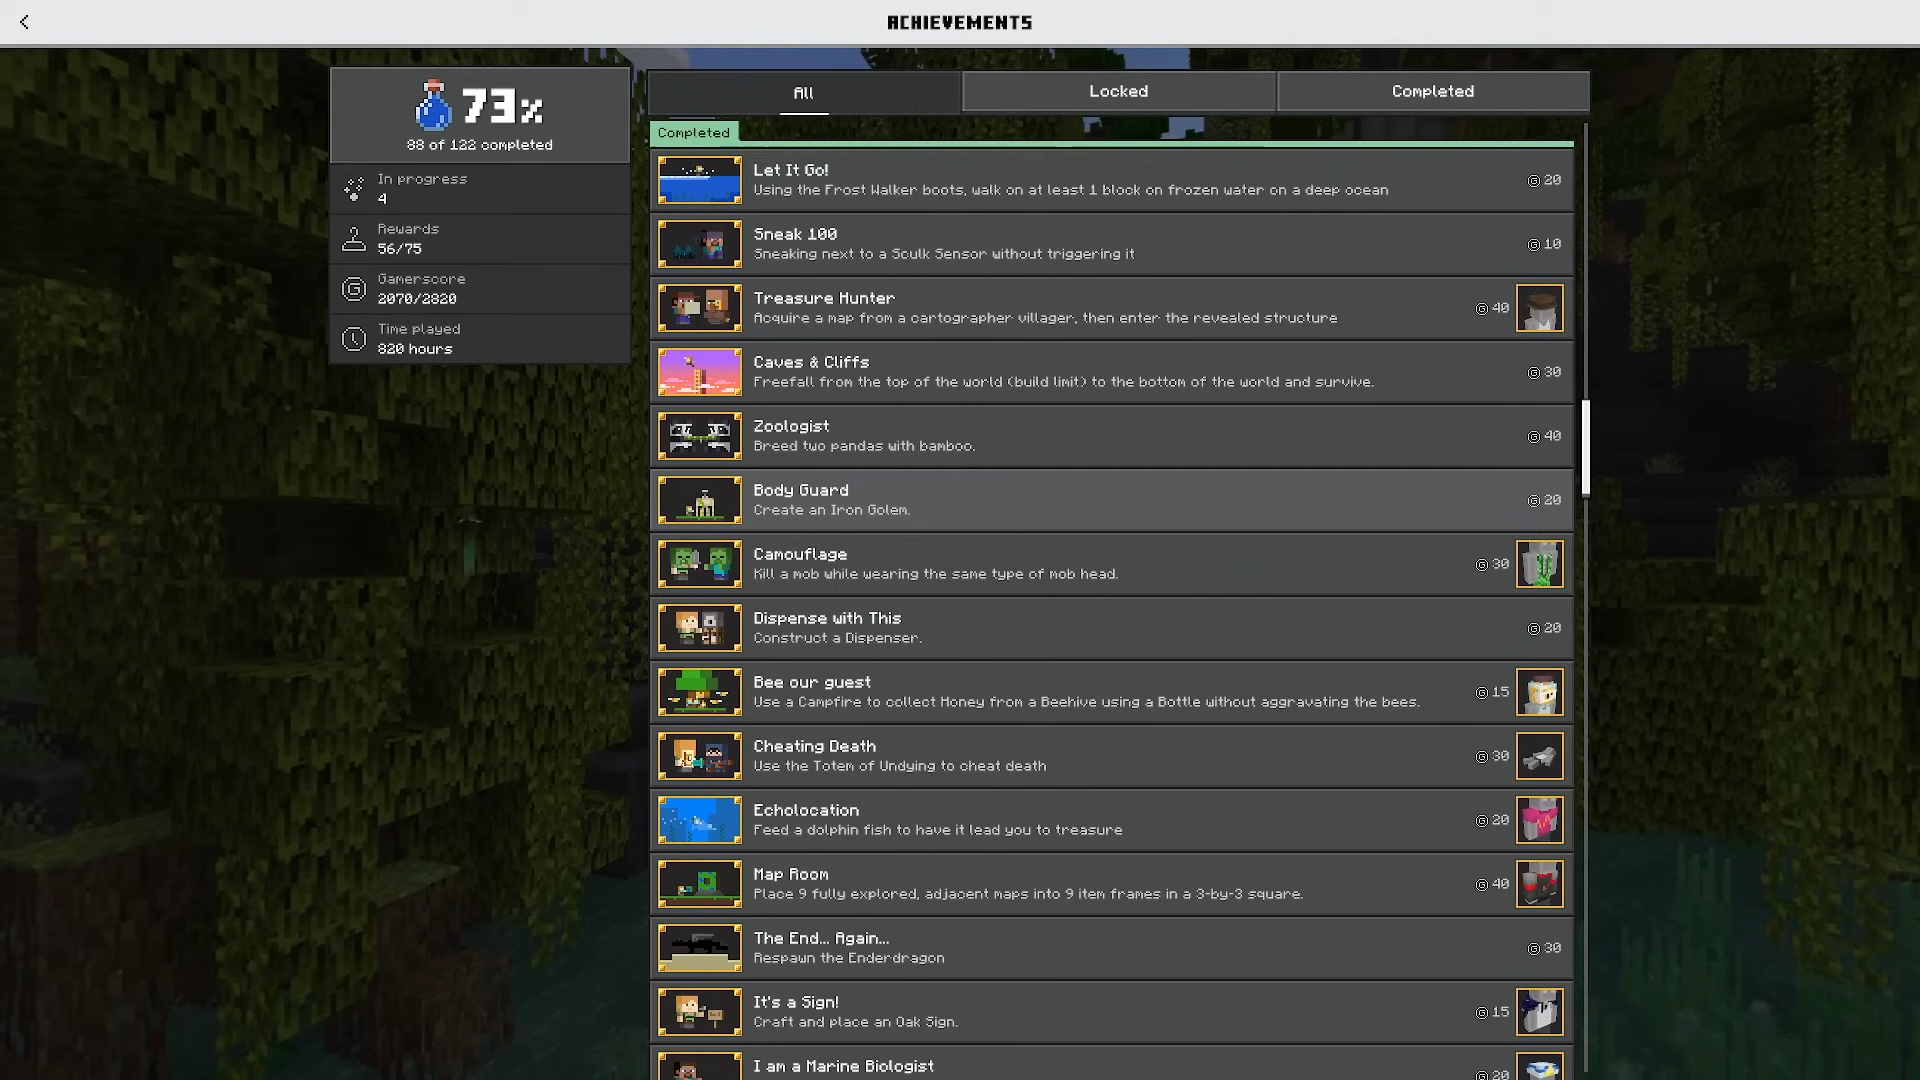 ACHIEVEMENTS
73%
88 of 122 completed
In progress
4
Rewards
56/75
Gamerscore
2070/2820
Time played
820 hours
All
Locked
Completed
Completed
Let It Go!
Using the Frost Walker boots, walk on at least 1 block on frozen water on a deep ocean
20
Sneak 100
Sneaking next to a Sculk Sensor without triggering it
10
Treasure Hunter
Acquire a map from a cartographer villager, then enter the revealed structure
40
Caves & Cliffs
Freefall from the top of the world (build limit) to the bottom of the world and survive.
30
Zoologist
Breed two pandas with bamboo.
40
Body Guard
Create an Iron Golem.
20
Camouflage
Kill a mob while wearing the same type of mob head.
30
Dispense with This
Construct a Dispenser.
20
Bee our guest
Use a Campfire to collect Honey from a Beehive using a Bottle without aggravating the bees.
15
Cheating Death
Use the Totem of Undying to cheat death
30
Echolocation
Feed a dolphin fish to have it lead you to treasure
20
Map Room
Place 9 fully explored, adjacent maps into 9 item frames in a 3-by-3 square.
40
The End... Again...
Respawn the Enderdragon
30
It's a Sign!
Craft and place an Oak Sign.
15
I am a Marine Biologist
20